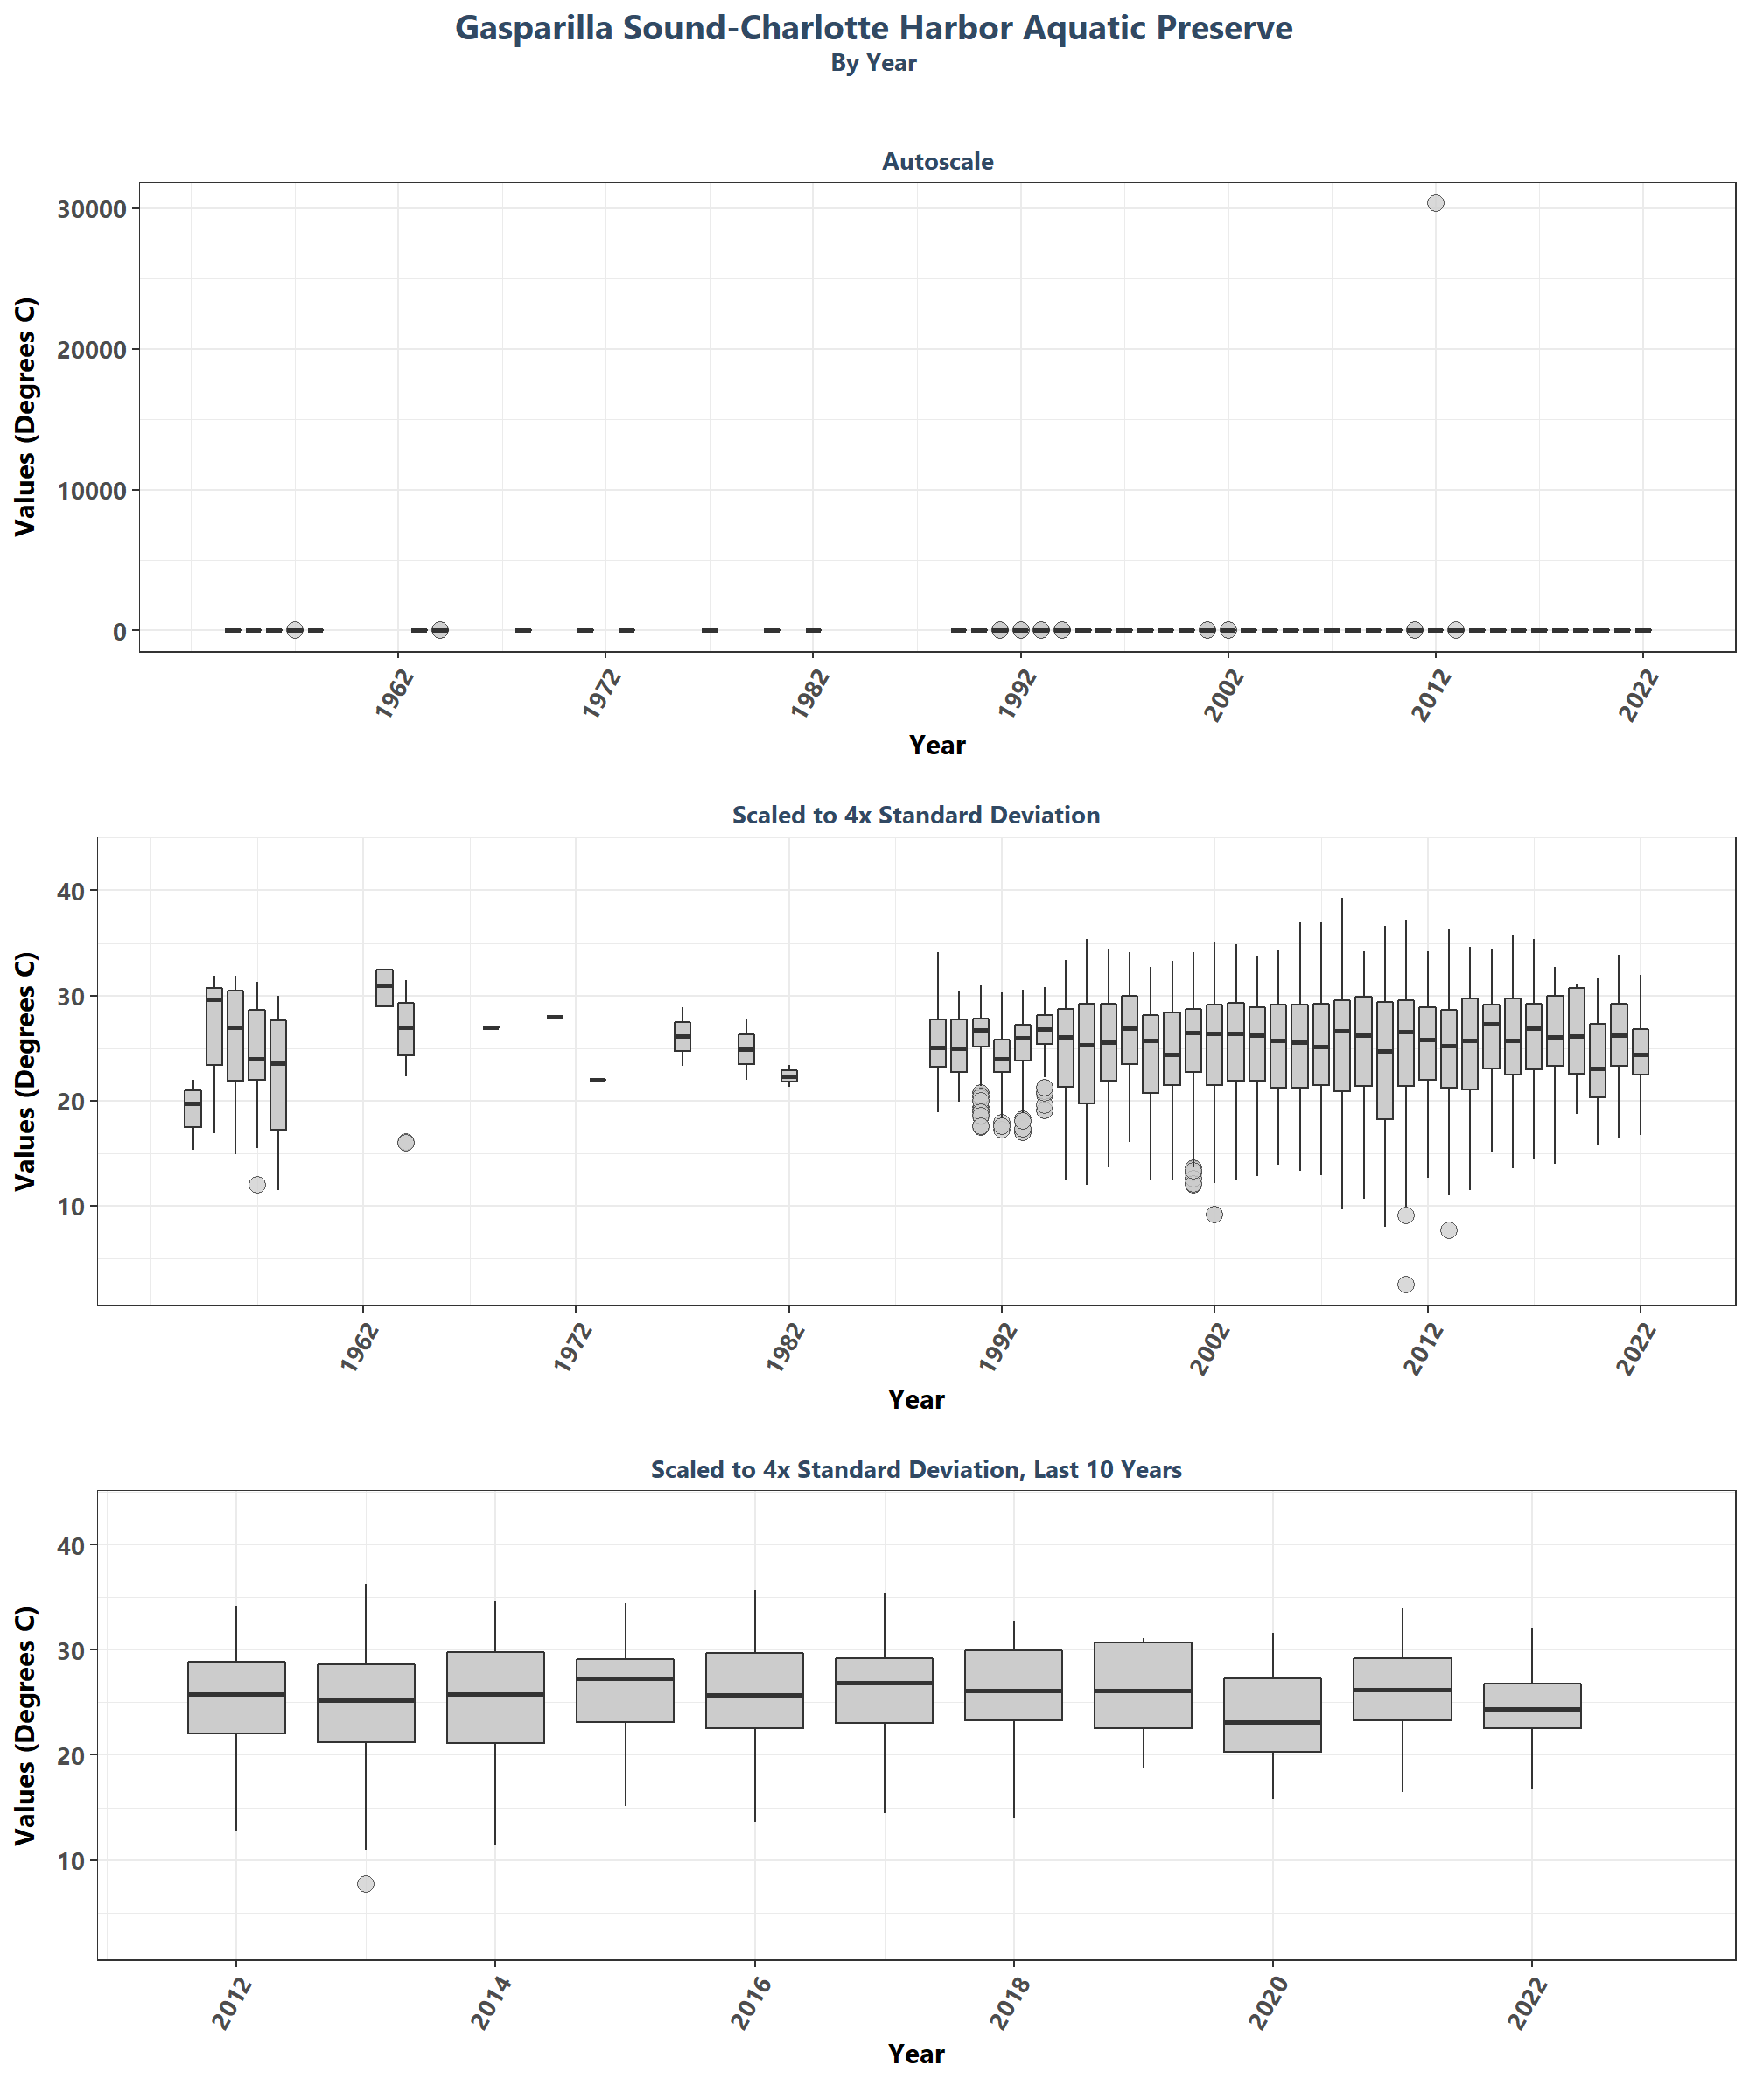 Gasparilla Sound-Charlotte Harbor Aquatic Preserve
By Year
Autoscale
Values (Degrees C)
30000
20000
10000
0
1962
1972
1982
1992
2002
2012
2022
Year
Scaled to 4x Standard Deviation
Values (Degrees C)
40
30
20
10
1962
1972
1982
1992
2002
2012
2022
Year
Scaled to 4x Standard Deviation, Last 10 Years
Values (Degrees C)
40
30
20
10
2012
2014
2016
2018
2020
2022
Year